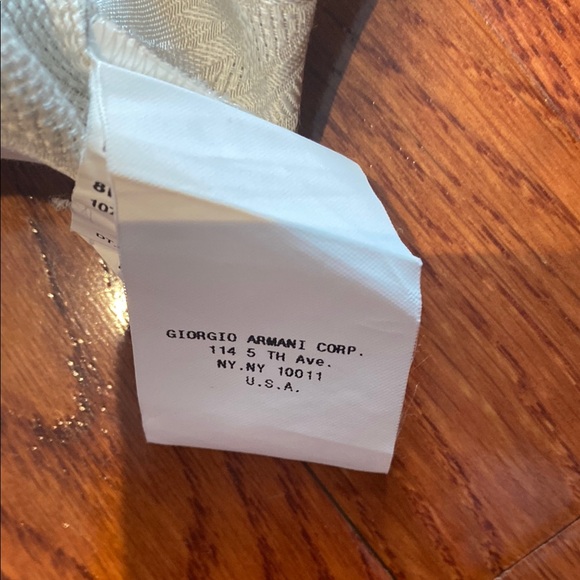 GIORGIO ARMANI CORP.
114 5 TH Ave.
NY.NY 10011
U.S.A.